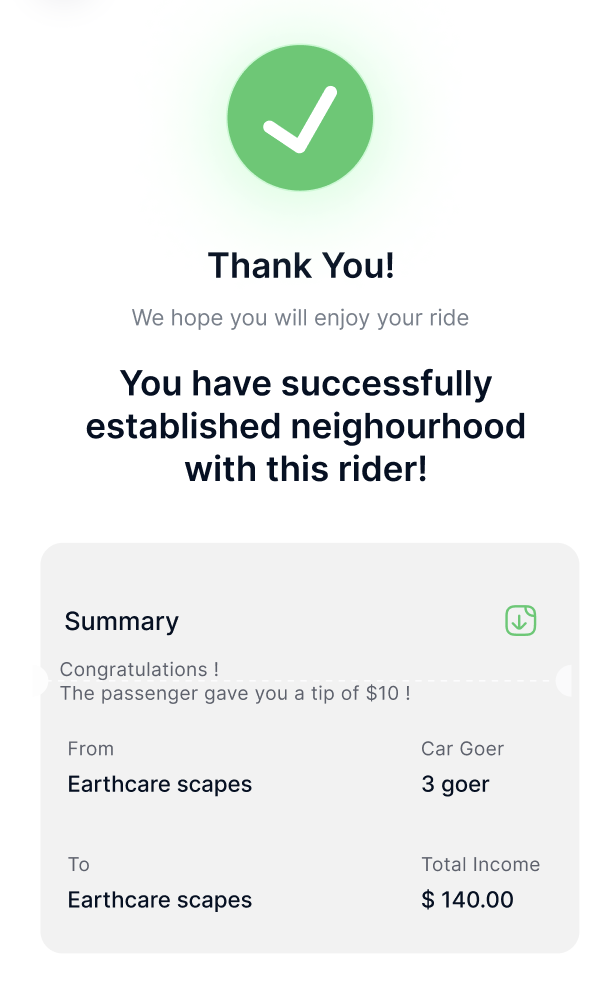 Thank You!
We hope you will enjoy your ride
You have successfully
established neighourhood
with this rider!
Summary
Congratulations !
The passenger gave you a tip of $10 !
From
Car Goer
Earthcare scapes
3 goer
To
Total Income
Earthcare scapes
$ 140.00